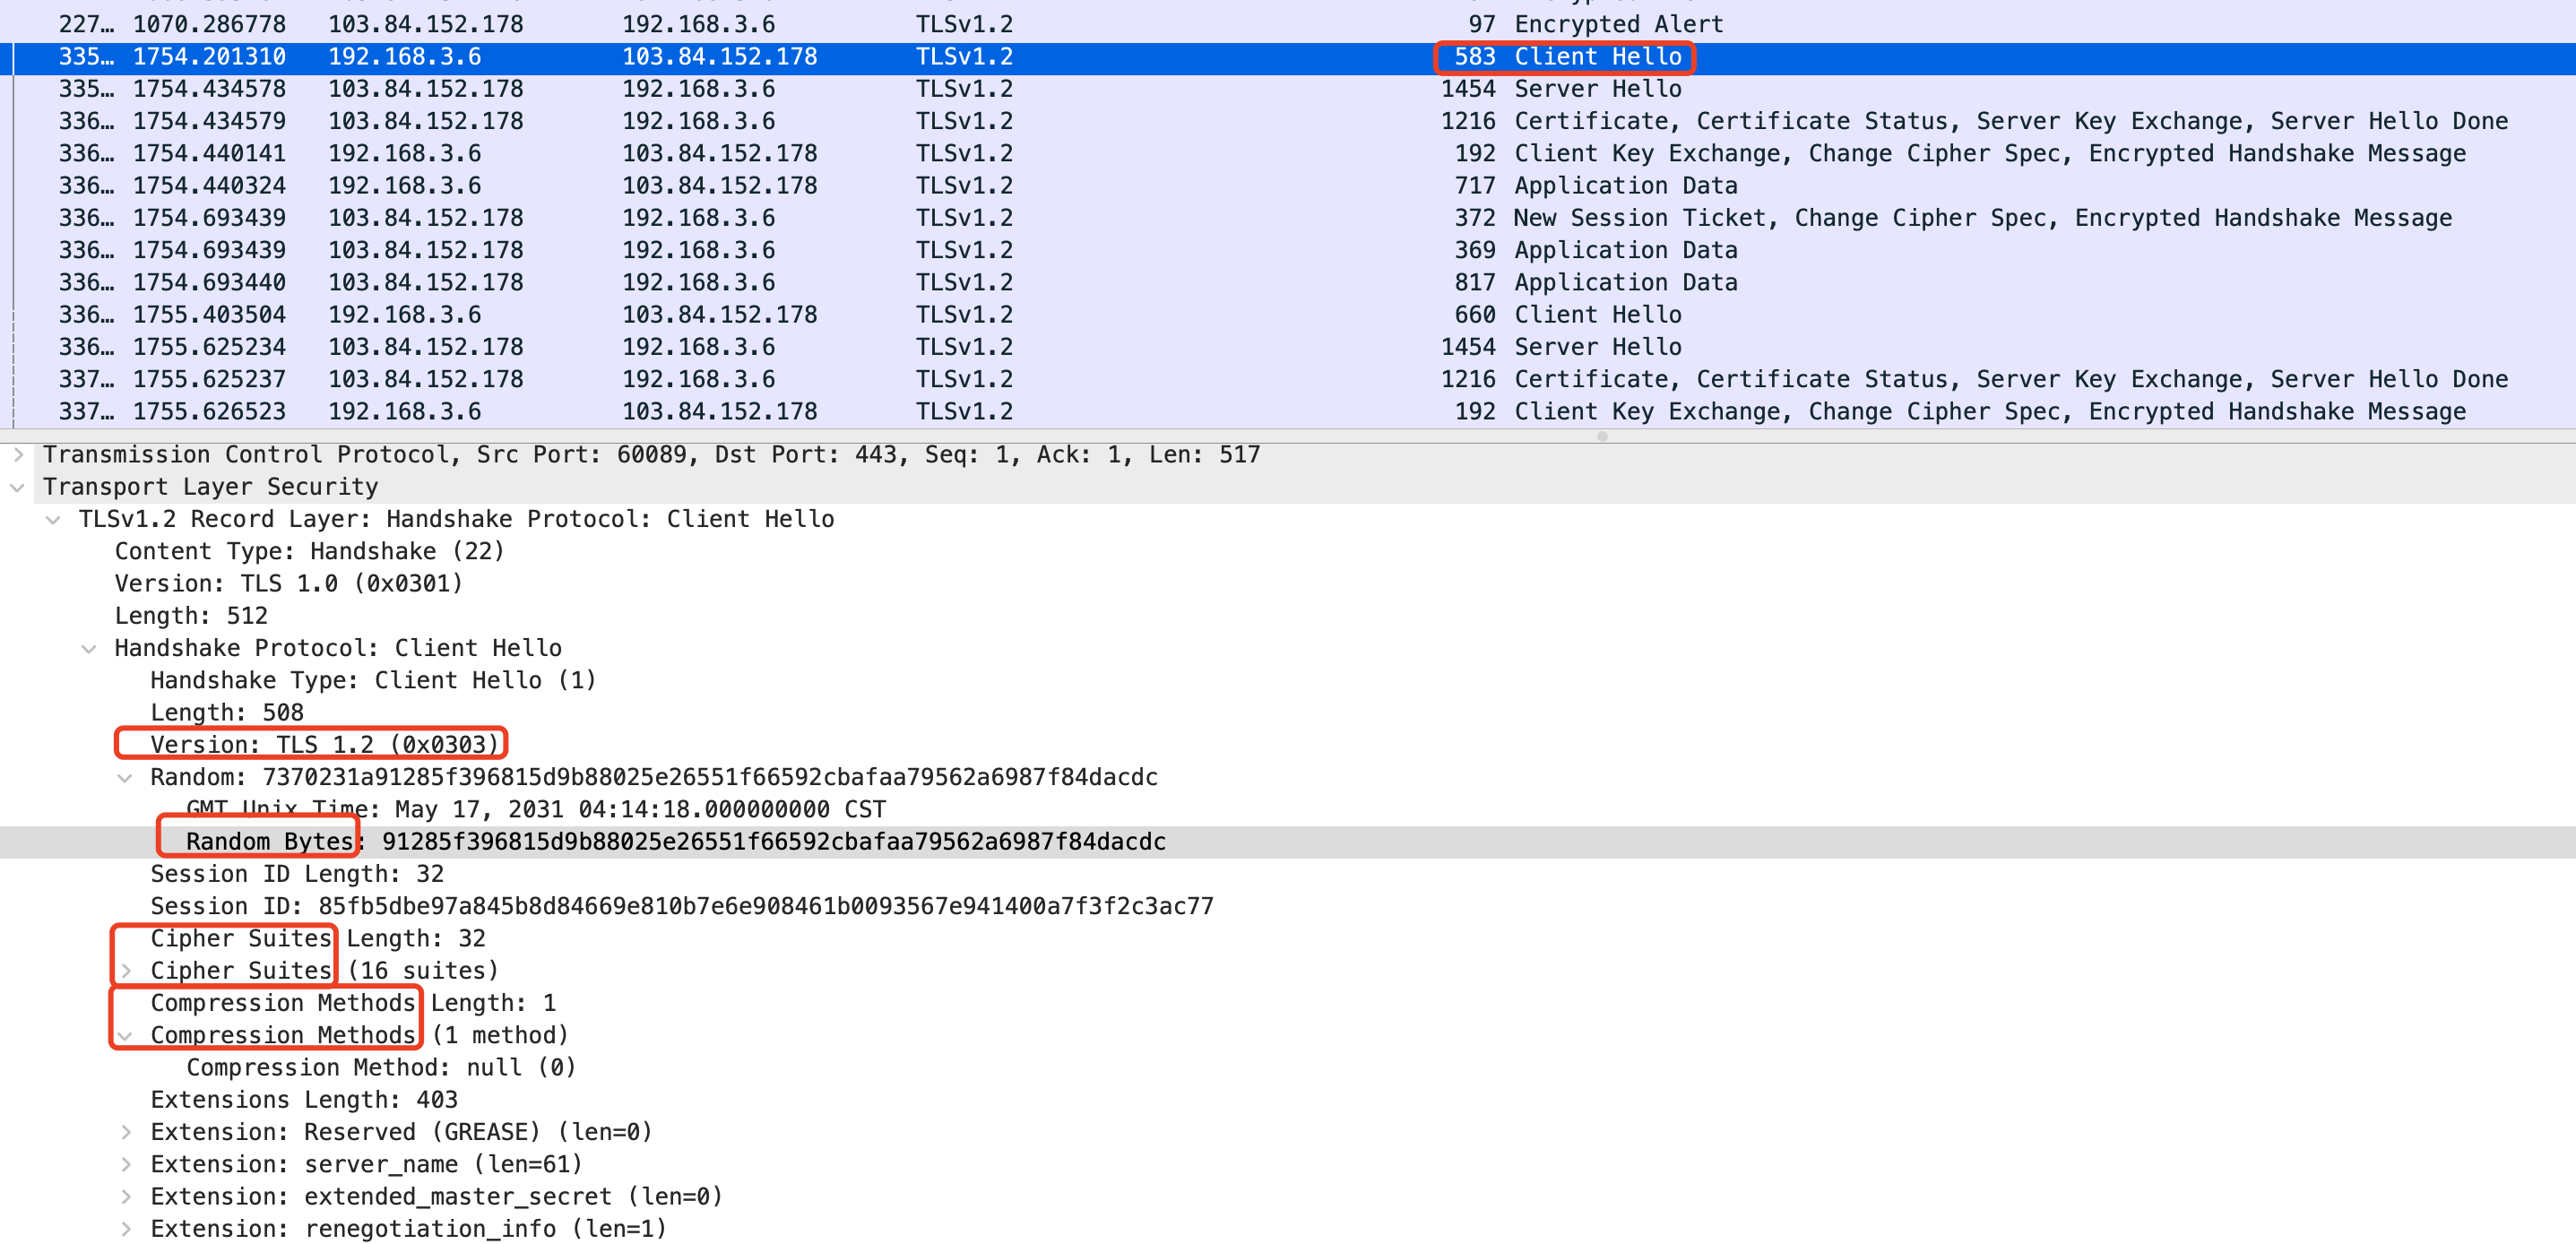 227… 1070.286778 103.84.152.178 192.168.3.6 TLSv1.2 97 Encrypted Alert
335… 1754.201310 192.168.3.6 103.84.152.178 TLSv1.2 583 Client Hello
335… 1754.434578 103.84.152.178 192.168.3.6 TLSv1.2 1454 Server Hello
336… 1754.434579 103.84.152.178 192.168.3.6 TLSv1.2 1216 Certificate, Certificate Status, Server Key Exchange, Server Hello Done
336… 1754.440141 192.168.3.6 103.84.152.178 TLSv1.2 192 Client Key Exchange, Change Cipher Spec, Encrypted Handshake Message
336… 1754.440324 192.168.3.6 103.84.152.178 TLSv1.2 717 Application Data
336… 1754.693439 103.84.152.178 192.168.3.6 TLSv1.2 372 New Session Ticket, Change Cipher Spec, Encrypted Handshake Message
336… 1754.693439 103.84.152.178 192.168.3.6 TLSv1.2 369 Application Data
336… 1754.693440 103.84.152.178 192.168.3.6 TLSv1.2 817 Application Data
336… 1755.403504 192.168.3.6 103.84.152.178 TLSv1.2 660 Client Hello
336… 1755.625234 103.84.152.178 192.168.3.6 TLSv1.2 1454 Server Hello
337… 1755.625237 103.84.152.178 192.168.3.6 TLSv1.2 1216 Certificate, Certificate Status, Server Key Exchange, Server Hello Done
337… 1755.626523 192.168.3.6 103.84.152.178 TLSv1.2 192 Client Key Exchange, Change Cipher Spec, Encrypted Handshake Message
Transmission Control Protocol, Src Port: 60089, Dst Port: 443, Seq: 1, Ack: 1, Len: 517
Transport Layer Security
TLSv1.2 Record Layer: Handshake Protocol: Client Hello
Content Type: Handshake (22)
Version: TLS 1.0 (0x0301)
Length: 512
Handshake Protocol: Client Hello
Handshake Type: Client Hello (1)
Length: 508
Version: TLS 1.2 (0x0303)
Random: 7370231a91285f396815d9b88025e26551f66592cbafaa79562a6987f84dacdc
GMT Unix Time: May 17, 2031 04:14:18.000000000 CST
Random Bytes: 91285f396815d9b88025e26551f66592cbafaa79562a6987f84dacdc
Session ID Length: 32
Session ID: 85fb5dbe97a845b8d84669e810b7e6e908461b0093567e941400a7f3f2c3ac77
Cipher Suites Length: 32
Cipher Suites (16 suites)
Compression Methods Length: 1
Compression Methods (1 method)
Compression Method: null (0)
Extensions Length: 403
Extension: Reserved (GREASE) (len=0)
Extension: server_name (len=61)
Extension: extended_master_secret (len=0)
Extension: renegotiation_info (len=1)